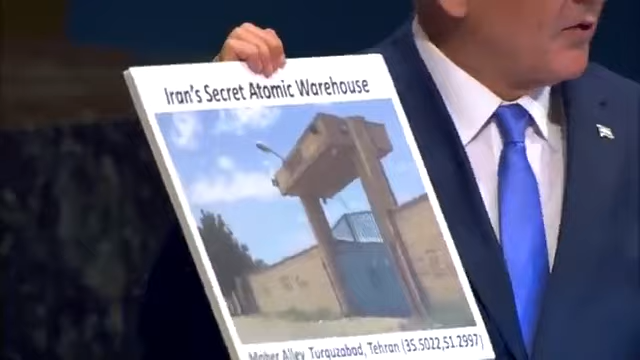 Iran's Secret Atomic Warehouse
Maher Alley, Turquzabad, Tehran (35.5022,51.2997)